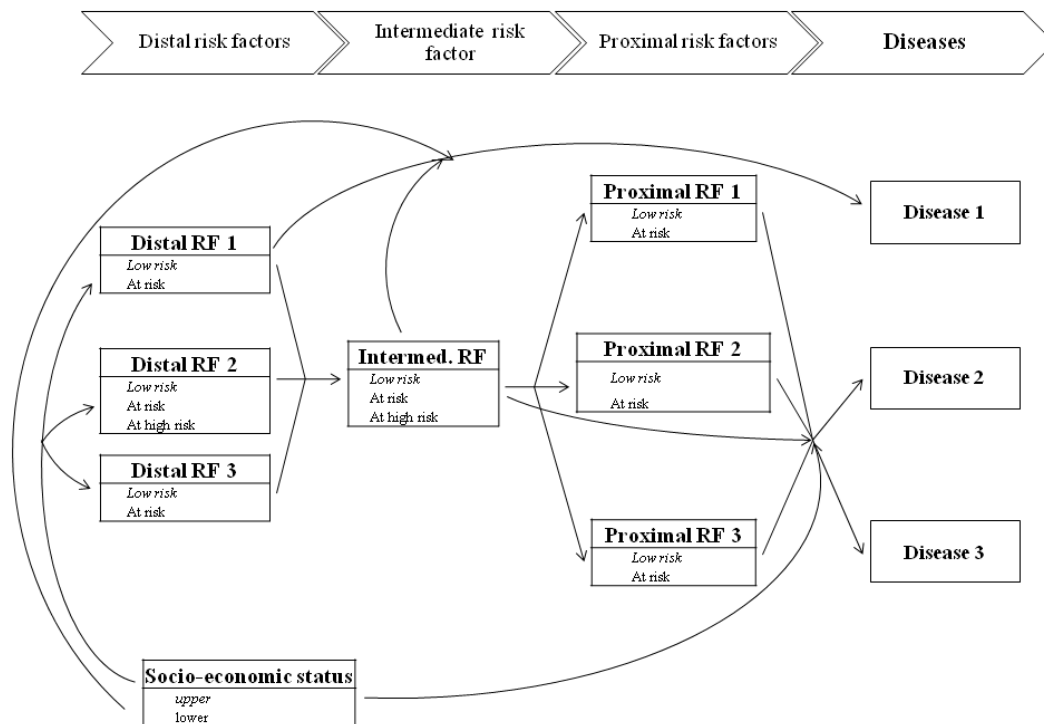 Distal risk factors
Intermediate risk
factor
Proximal risk factors
Diseases
Distal RF 1
Low risk
At risk
Distal RF 2
Low risk
At risk
At high risk
Distal RF 3
Low risk
At risk
Intermed. RF
Low risk
At risk
At high risk
Proximal RF 1
Low risk
At risk
Proximal RF 2
Low risk
At risk
Proximal RF 3
Low risk
At risk
Disease 1
Disease 2
Disease 3
Socio-economic status
upper
lower